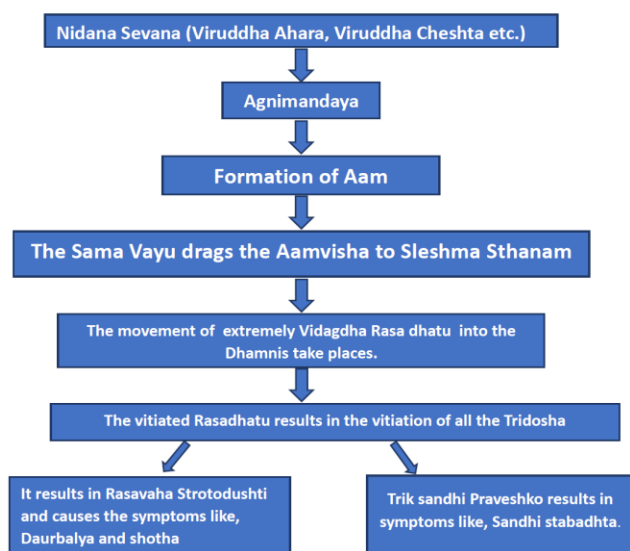 Nidana Sevana (Viruddha Ahara, Viruddha Cheshta etc.)
Agnimandaya
Formation of Aam
The Sama Vayu drags the Aamvisha to Sleshma Sthanam
The movement of extremely Vidagdha Rasa dhatu into the
Dhamnis take places.
The vitiated Rasadhatu results in the vitiation of all the Tridosha
It results in Rasavaha Strotodushti
and causes the symptoms like,
Daurbalya and shotha
Trik sandhi Praveshko results in
symptoms like, Sandhi stabadhta.